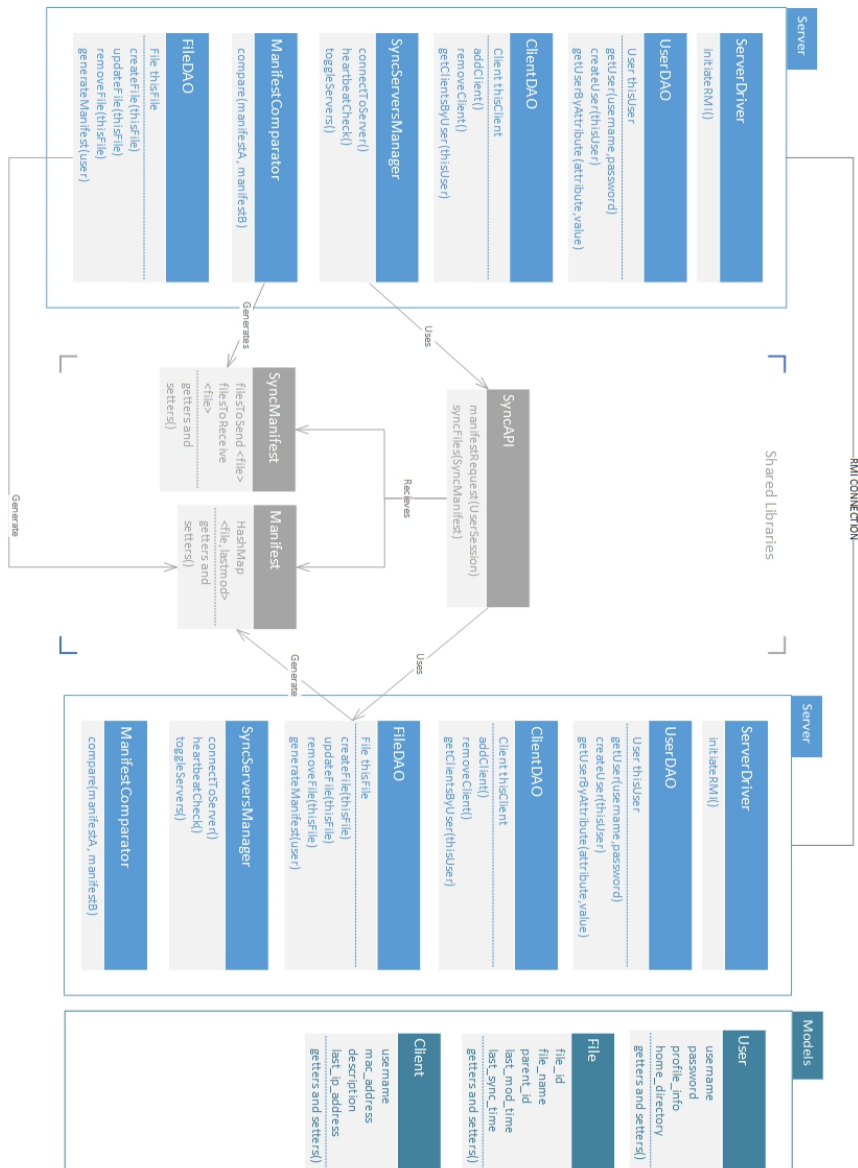 Server
ServerDriver
initiateRMI()
UserDAO
User thisUser
getUser(username,password)
createUser(thisUser)
getUserByAttribute(attribute,value)
ClientDAO
Client thisClient
addClient()
removeClient()
getClientsByUser(thisUser)
SyncServersManager
connectToServer()
heartbeatCheck()
toggleServers()
ManifestComparator
compare(manifestA, manifestB)
FileDAO
File thisFile
createFile(thisFile)
updateFile(thisFile)
removeFile(thisFile)
generateManifest(user)
RMI CONNECTION
Shared Libraries
Uses
Generates
Generate
SyncAPI
manifestRequest(UserSession)
syncFiles(SyncManifest)
Recieves
SyncManifest
filesToSend <file>
filesToReceive
<file>
getters and
setters()
Manifest
HashMap
<file,lastmod>
getters and
setters()
Uses
Generate
Server
ServerDriver
initiateRMI()
UserDAO
User thisUser
getUser(username,password)
createUser(thisUser)
getUserByAttribute(attribute,value)
ClientDAO
Client thisClient
addClient()
removeClient()
getClientsByUser(thisUser)
FileDAO
File thisFile
createFile(thisFile)
updateFile(thisFile)
removeFile(thisFile)
generateManifest(user)
SyncServersManager
connectToServer()
heartbeatCheck()
toggleServers()
ManifestComparator
compare(manifestA, manifestB)
Models
User
username
password
profile_info
home_directory
getters and setters()
File
file_id
file_name
parent_id
last_mod_time
last_sync_time
getters and setters()
Client
username
mac_address
description
last_ip_address
getters and setters()